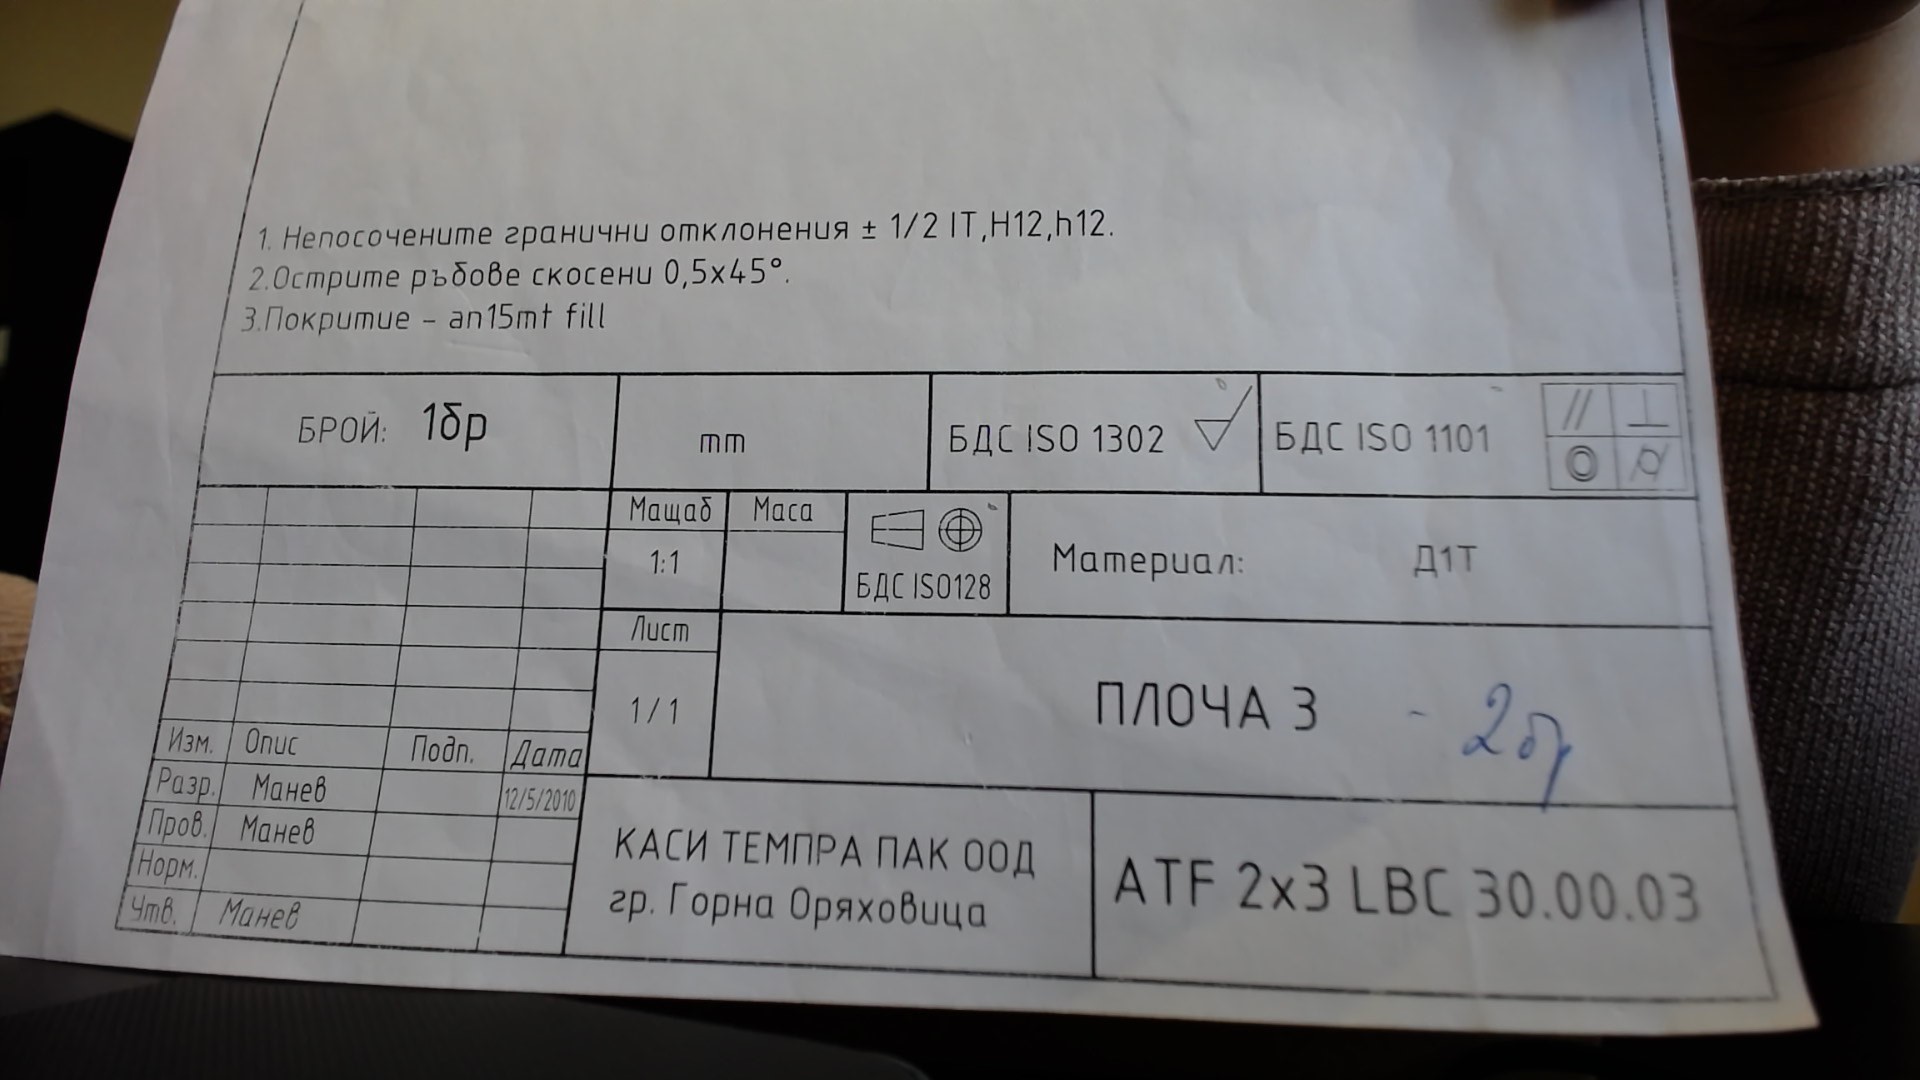 1. Непосочените гранични отклонения ± 1/2 IT,H12,h12.
2.Острите ръбове скосени 0,5x45°.
3.Покритие - an15mt fill
БРОЙ: 1бр
mm
БДС ISO 1302
БДС ISO 1101
Мащаб
Маса
1:1
БДС ISO128
Материал: Д1Т
Лист
1/1
ПЛОЧА 3 - 2бр
Изм. Опис Подп. Дата
Разр. Манев 12/5/2010
Пров. Манев
Норм.
Утв. Манев
КАСИ ТЕМПРА ПАК ООД
гр. Горна Оряховица
ATF 2x3 LBC 30.00.03